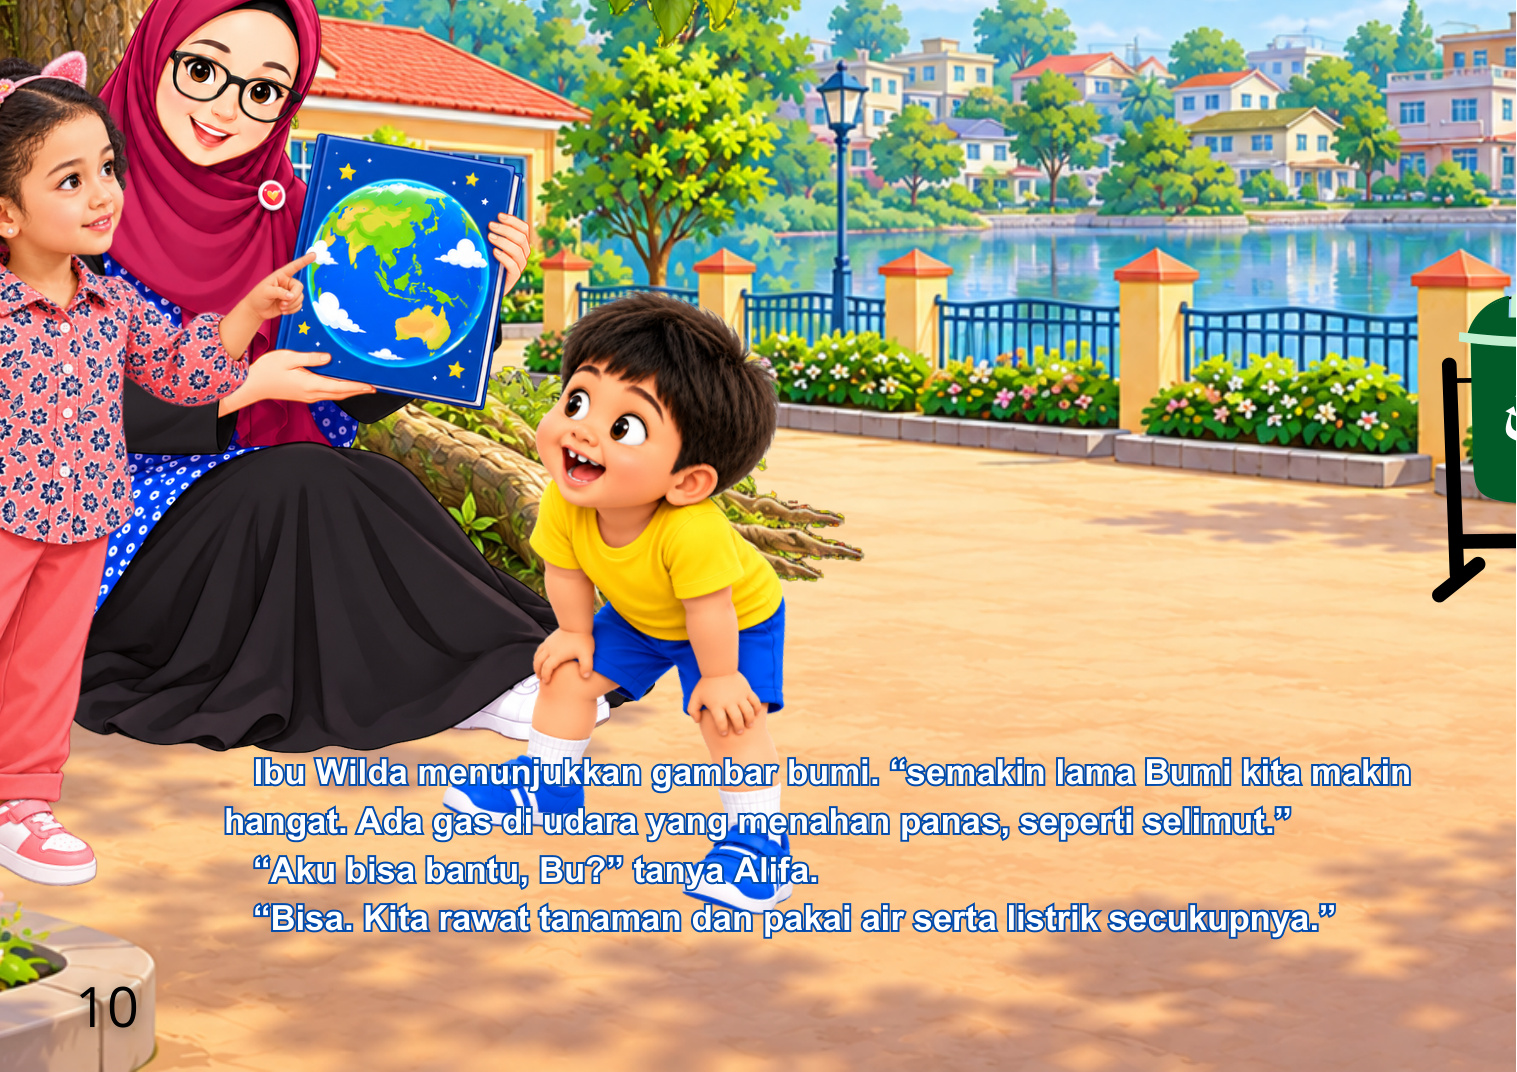 Ibu Wilda menunjukkan gambar bumi. “semakin lama Bumi kita makin
hangat. Ada gas di udara yang menahan panas, seperti selimut.”
“Aku bisa bantu, Bu?” tanya Alifa.
“Bisa. Kita rawat tanaman dan pakai air serta listrik secukupnya.”
10